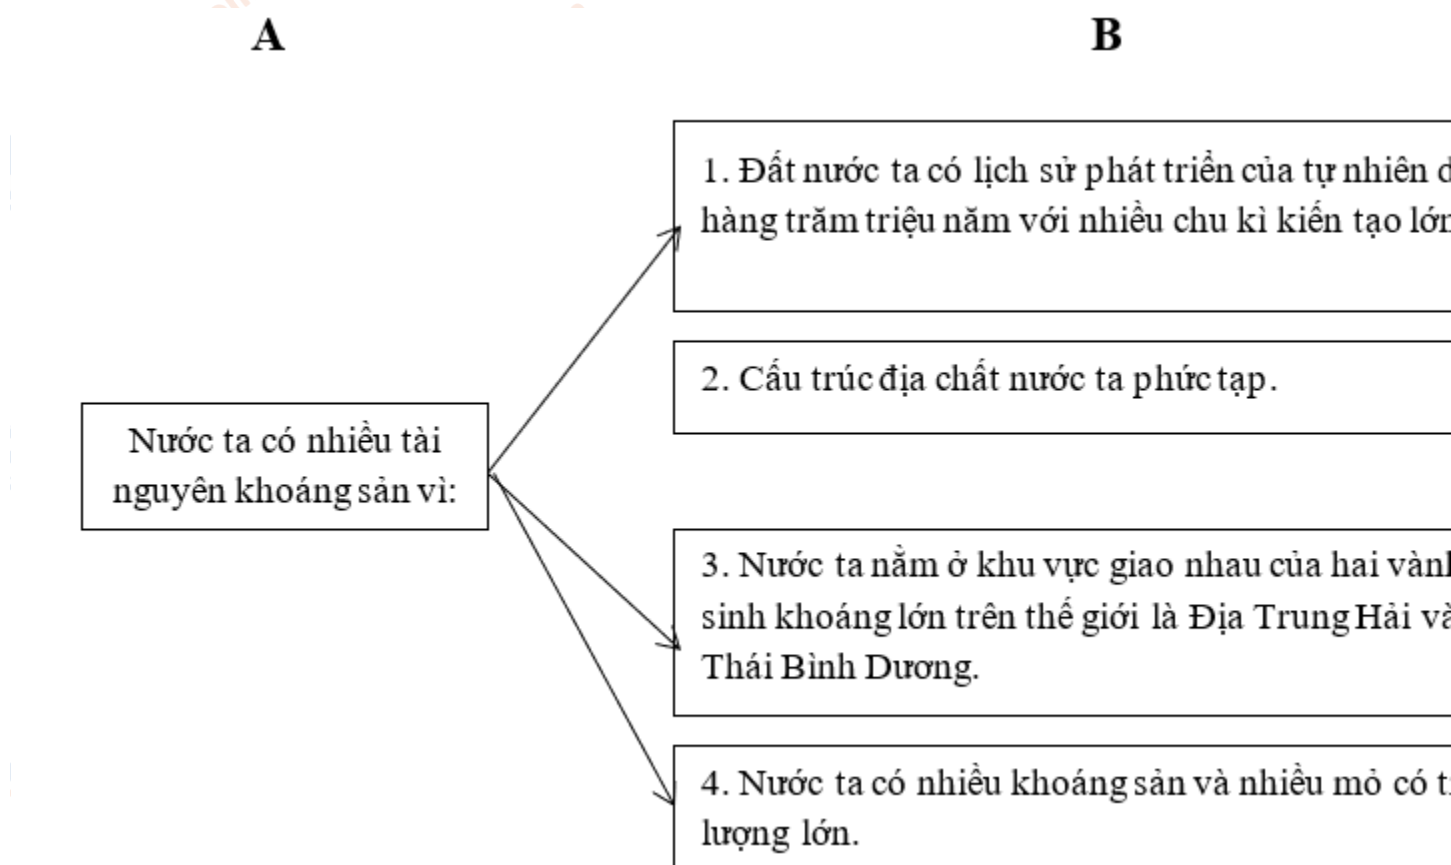 A
B
1. Đất nước ta có lịch sử phát triển của tự nhiên
hàng trăm triệu năm với nhiều chu kì kiến tạo lớn
2. Cấu trúc địa chất nước ta phức tạp.
Nước ta có nhiều tài
nguyên khoáng sản vì:
3. Nước ta nằm ở khu vực giao nhau của hai vành
sinh khoáng lớn trên thế giới là Địa Trung Hải và
Thái Bình Dương.
4. Nước ta có nhiều khoáng sản và nhiều mỏ có
lượng lớn.